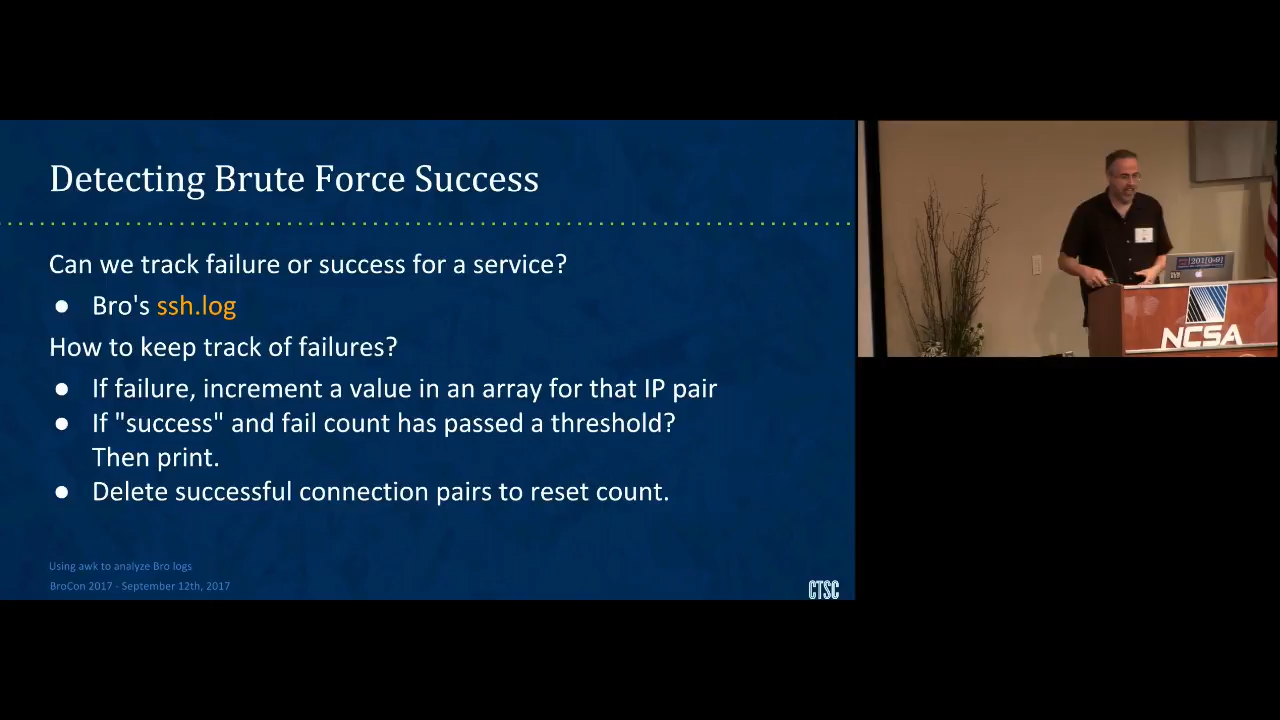 Detecting Brute Force Success
Can we track failure or success for a service?
● Bro's ssh.log
How to keep track of failures?
● If failure, increment a value in an array for that IP pair
● If "success" and fail count has passed a threshold?
Then print.
● Delete successful connection pairs to reset count.
Using awk to analyze Bro logs
BroCon 2017 - September 12th, 2017
CTSC
NCSA